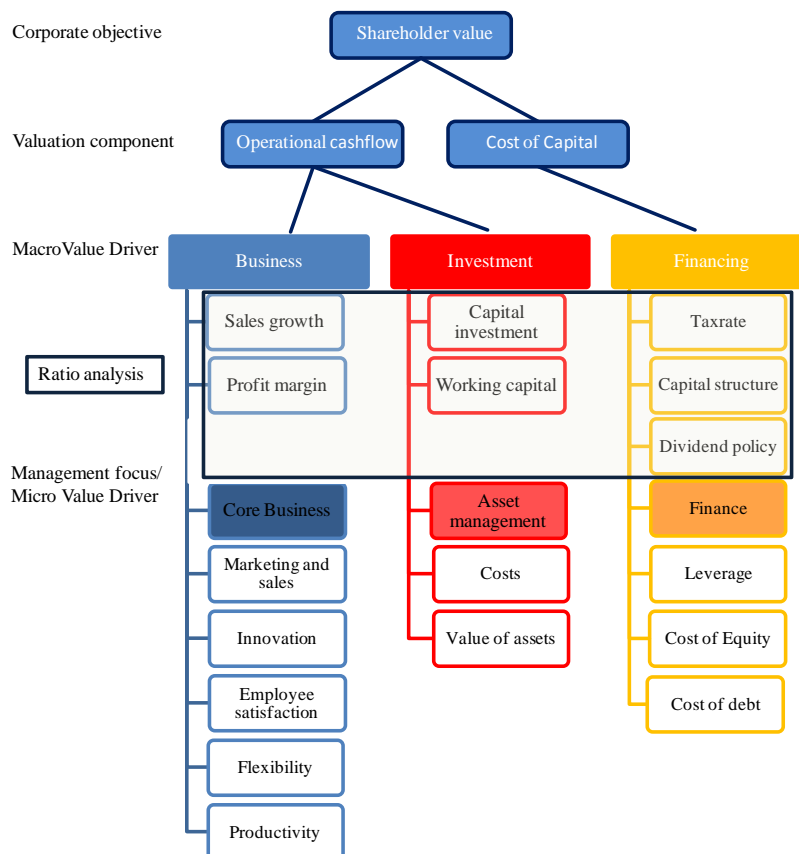 Corporate objective
Shareholder value
Valuation component
Operational cashflow
Cost of Capital
MacroValue Driver
Business
Investment
Financing
Sales growth
Capital
investment
Taxrate
Ratio analysis
Profit margin
Working capital
Capital structure
Dividend policy
Management focus/
Micro Value Driver
Core Business
Asset
management
Finance
Marketing and
sales
Costs
Leverage
Innovation
Value of assets
Cost of Equity
Employee
satisfaction
Cost of debt
Flexibility
Productivity